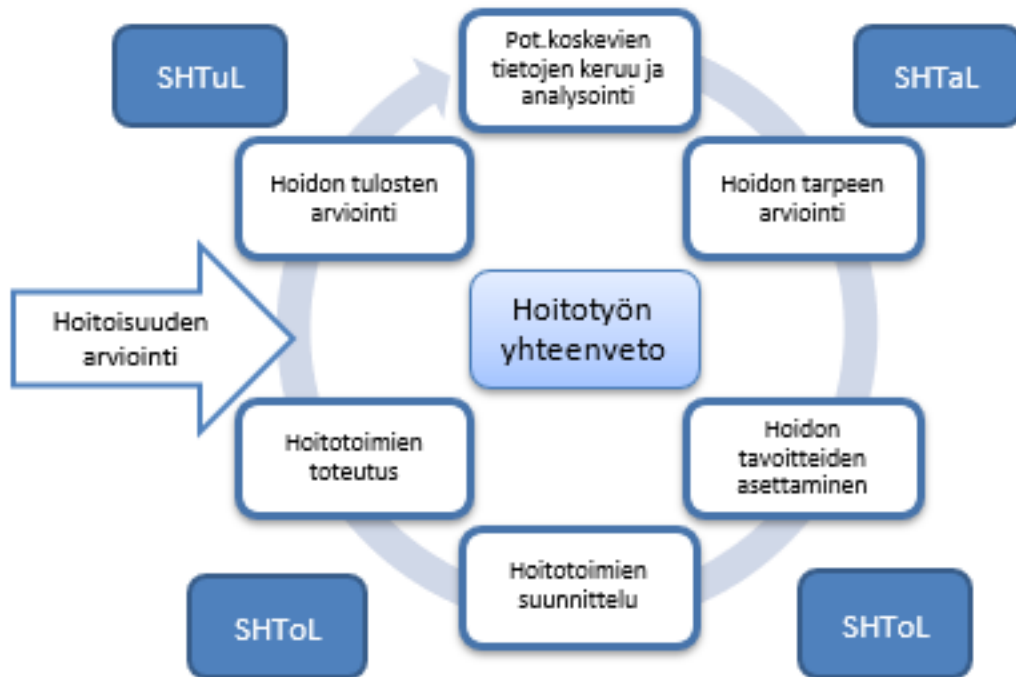 SHTuL
Pot.koskevien
tietojen keruu ja
analysointi
SHTaL
Hoidon tulosten
arviointi
Hoidon tarpeen
arviointi
Hoitoisuuden
arviointi
Hoitotyön
yhteenveto
Hoitotoimien
toteutus
Hoidon
tavoitteiden
asettaminen
Hoitotoimien
suunnittelu
SHToL
SHToL